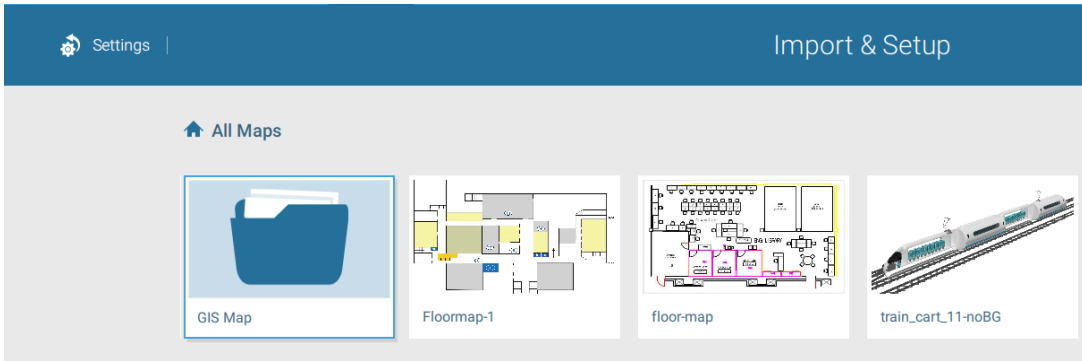 Settings
Import & Setup
All Maps
GIS Map
Floormap-1
floor-map
train_cart_11-noBG